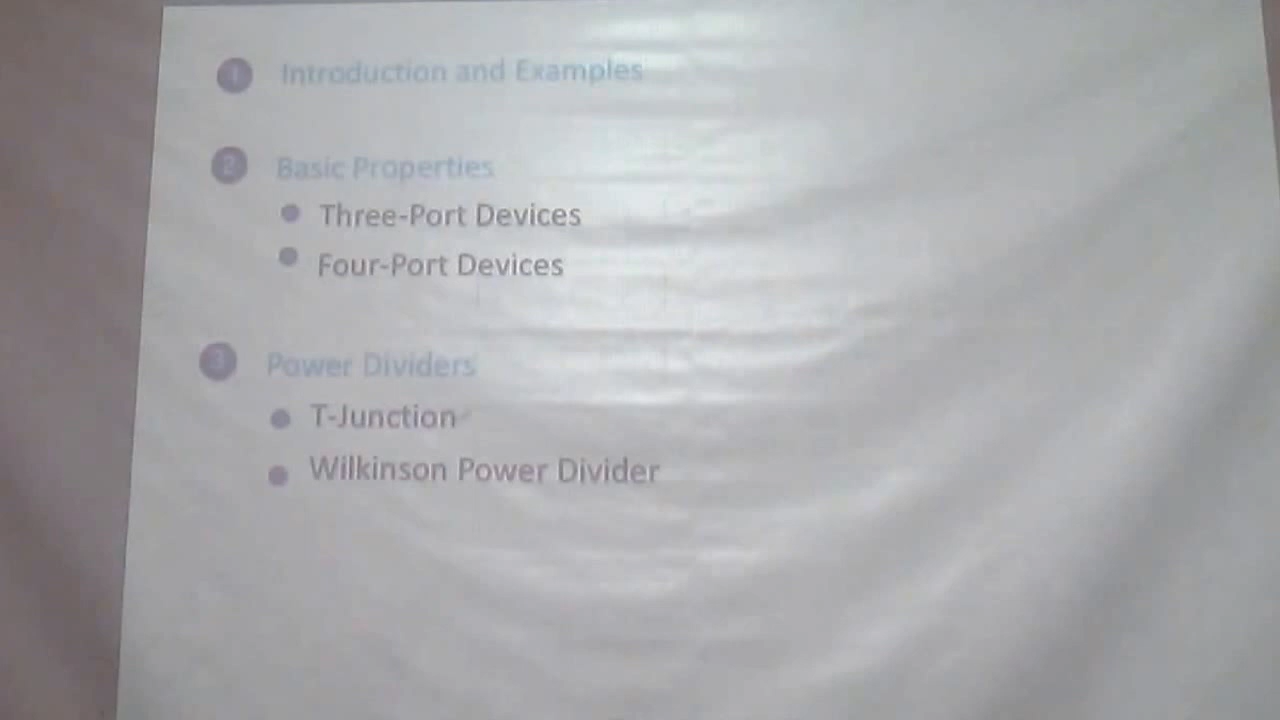 1 Introduction and Examples
2 Basic Properties
Three-Port Devices
Four-Port Devices
3 Power Dividers
T-Junction
Wilkinson Power Divider